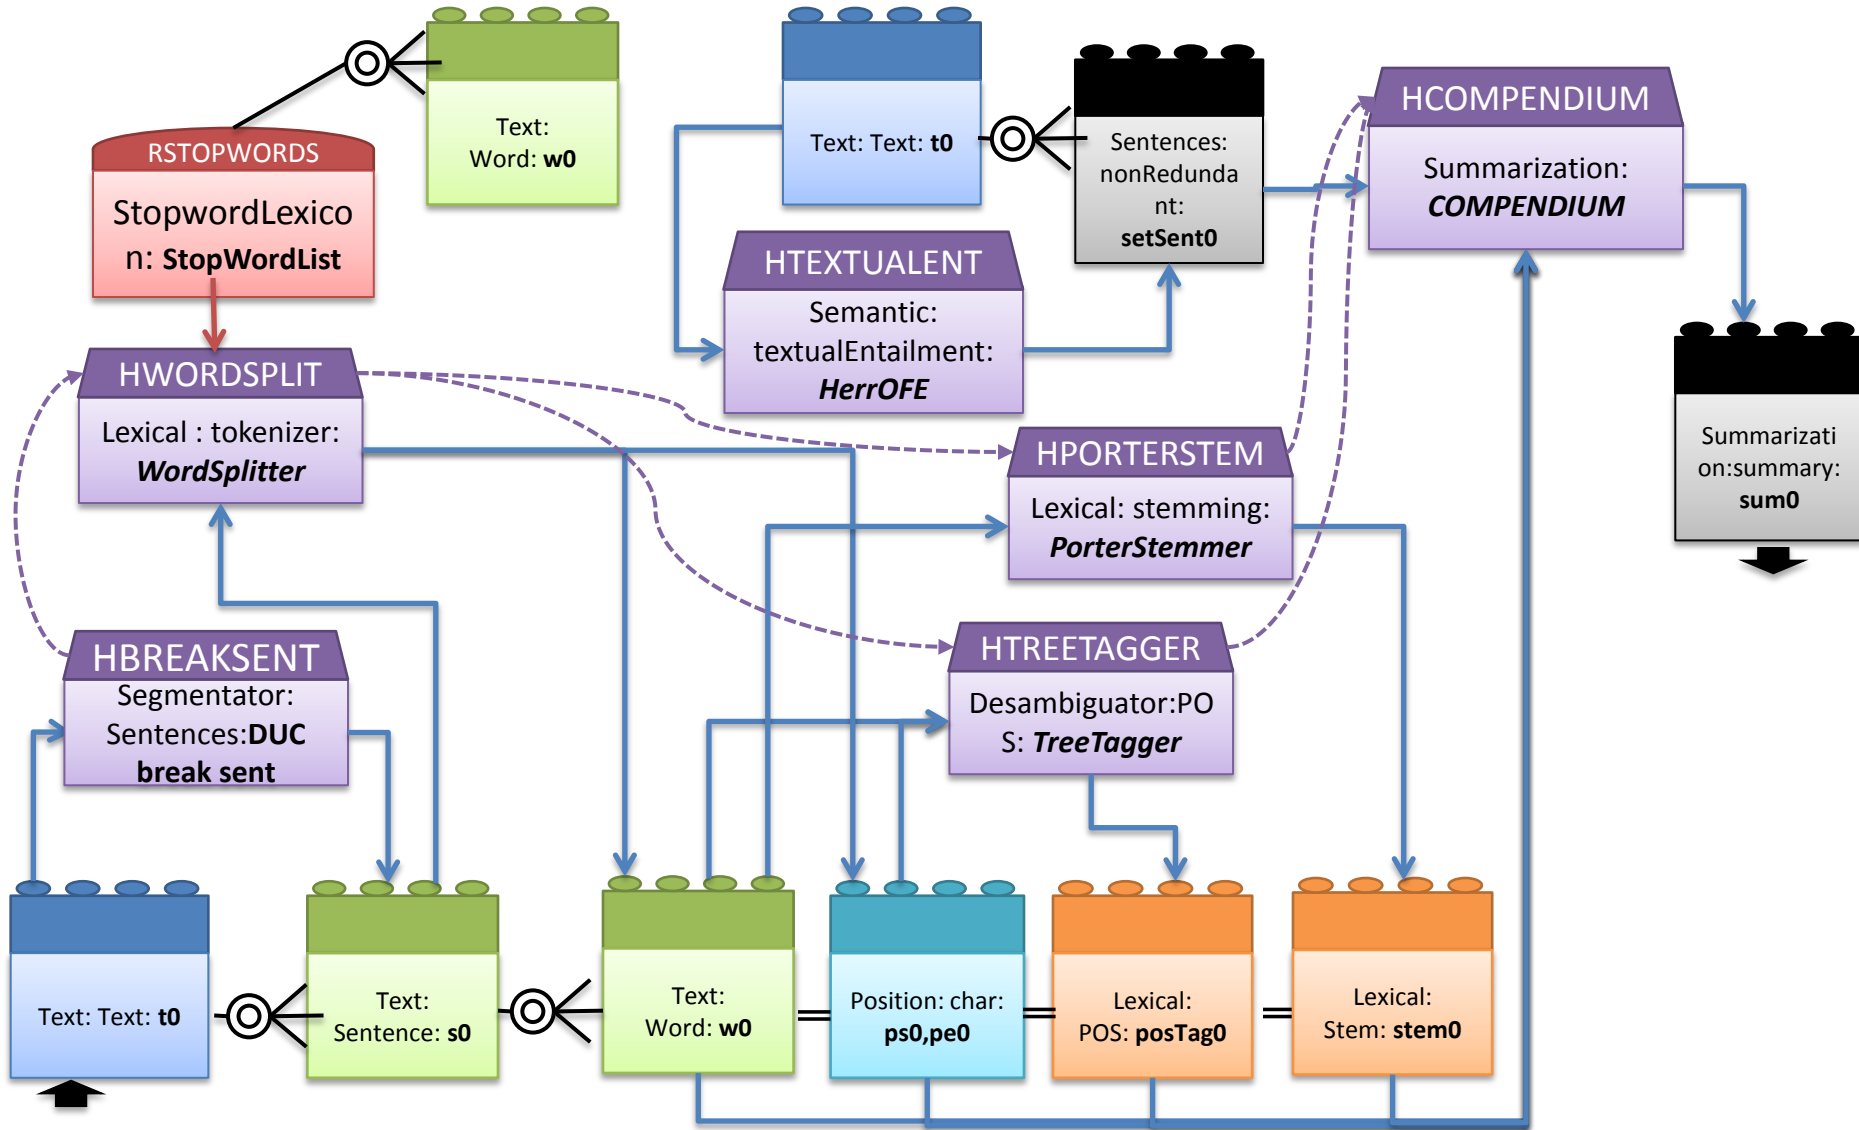 Text:
Word: w0
RSTOPWORDS
StopwordLexico
n: StopWordList
Text: Text: t0
Sentences:
nonRedunda
nt:
setSent0
HCOMPENDIUM
Summarization:
COMPENDIUM
HTEXTUALENT
Semantic:
textualEntailment:
HerrOFE
HWORDSPLIT
Lexical : tokenizer:
WordSplitter
HPORTERSTEM
Lexical: stemming:
PorterStemmer
Summarizati
on:summary:
sum0
HBREAKSENT
Segmentator:
Sentences:DUC
break sent
HTREETAGGER
Desambiguator:PO
S: TreeTagger
Text: Text: t0
Text:
Sentence: s0
Text:
Word: w0
Position: char:
ps0,pe0
Lexical:
POS: posTag0
Lexical:
Stem: stem0